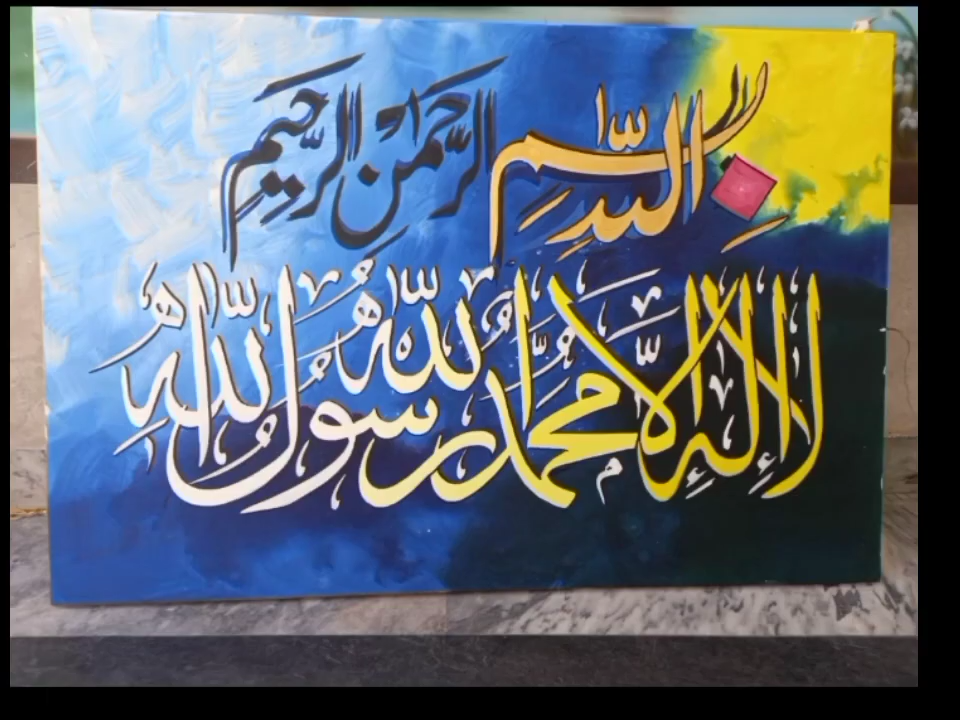 بسم الله الرحمن الرحيم
لا إله إلا الله محمد رسول الله